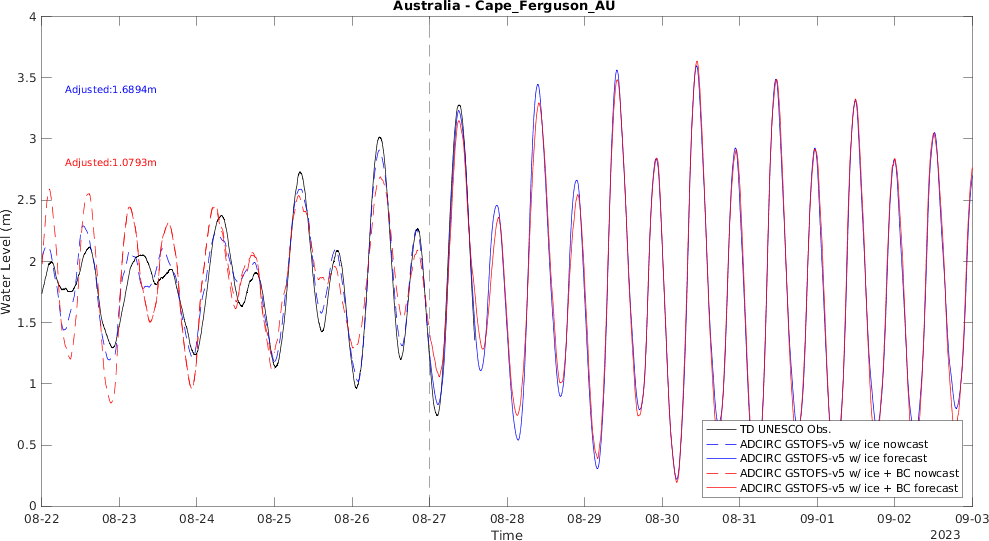 Australia - Cape_Ferguson_AU
4
3.5
3
2.5
2
1.5
1
0.5
0
Water Level (m)
Adjusted:1.6894m
Adjusted:1.0793m
TD UNESCO Obs.
ADCIRC GSTOFS-v5 w/ ice nowcast
ADCIRC GSTOFS-v5 w/ ice forecast
ADCIRC GSTOFS-v5 w/ ice + BC nowcast
ADCIRC GSTOFS-v5 w/ ice + BC forecast
08-22 08-23 08-24 08-25 08-26 08-27 08-28 08-29 08-30 08-31 09-01 09-02 09-03
Time
2023